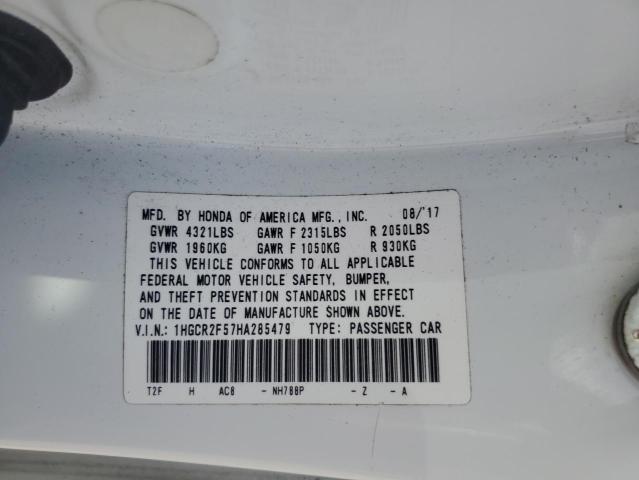 MFD. BY HONDA OF AMERICA MFG., INC. 08/'17
GVWR 4321LBS GAWR F 2315LBS R 2050LBS
GVWR 1960KG GAWR F 1050KG R 930KG
THIS VEHICLE CONFORMS TO ALL APPLICABLE
FEDERAL MOTOR VEHICLE SAFETY, BUMPER,
AND THEFT PREVENTION STANDARDS IN EFFECT
ON THE DATE OF MANUFACTURE SHOWN ABOVE.
V.I.N.: 1HGCR2F57HA285479 TYPE: PASSENGER CAR
T2F H AC8 - NH788P - Z - A